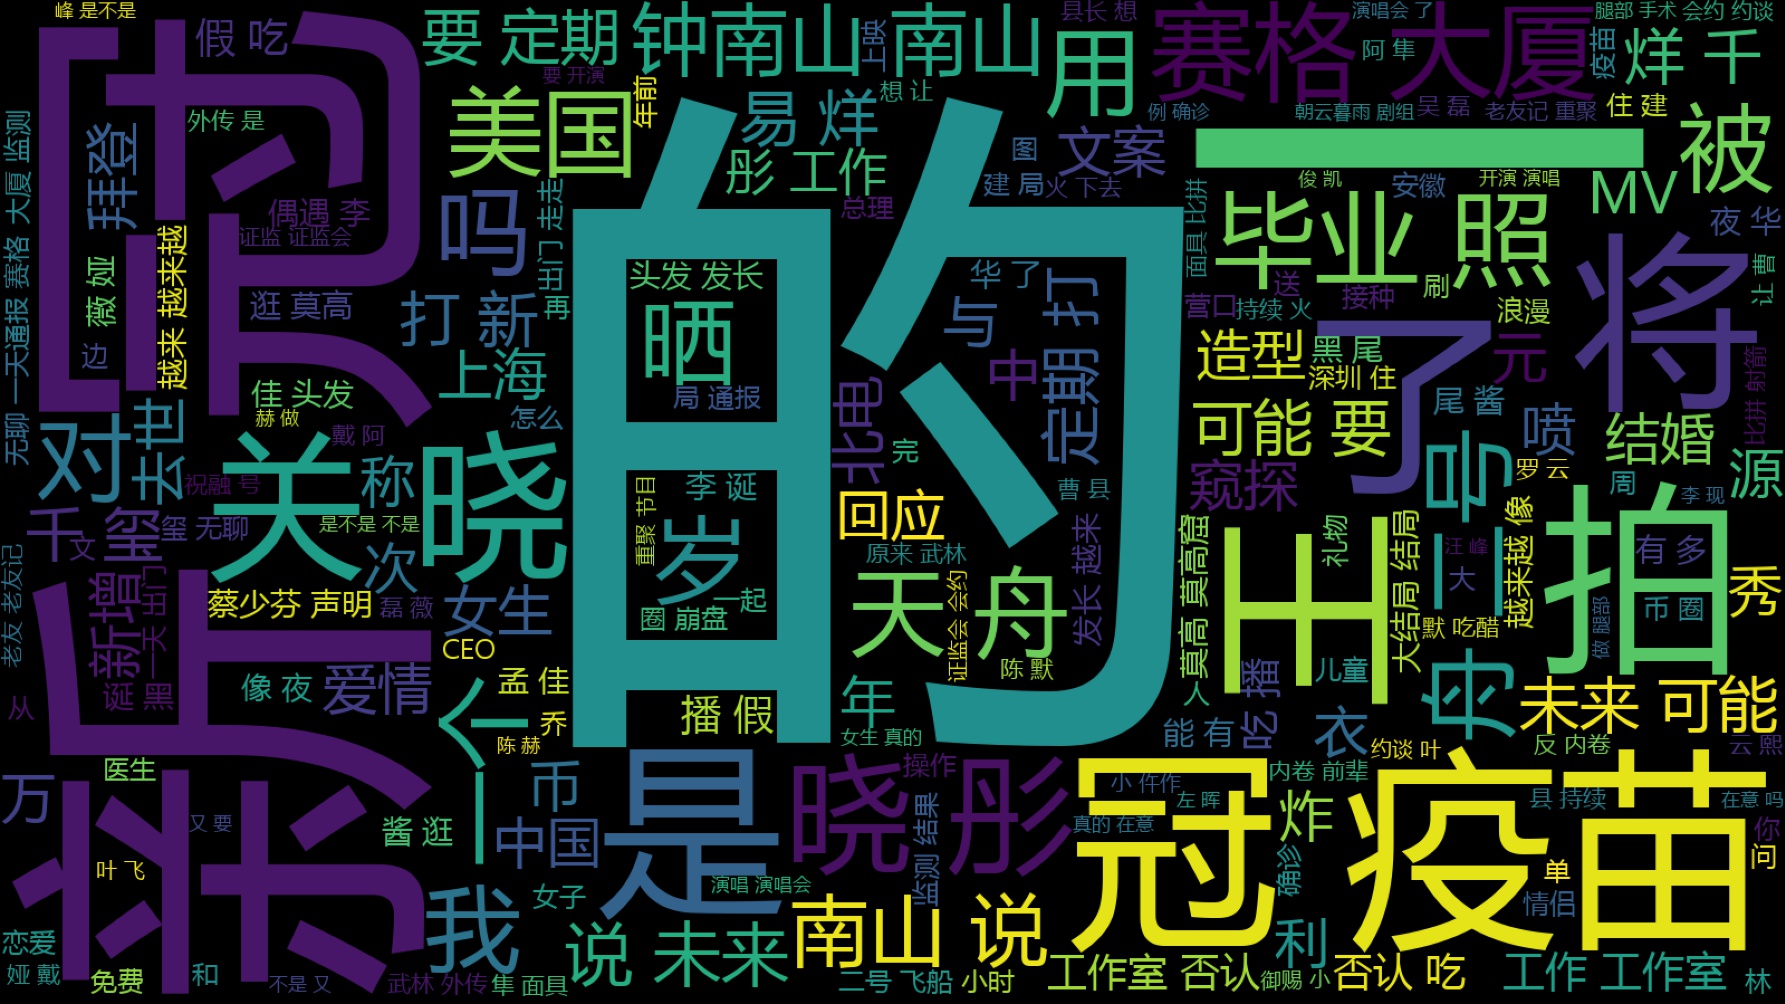 峰 是不是
假 吃
要 定期
钟南山
南山
上映
县长 想
赛格 大厦
演唱会 了
腿部 手术
会约 约谈
用
阿 隼
疫苗
烊 千
回应
外传 是
美国
年前
要 开演
易 烊
想 让
例 确诊
朝云暮雨 剧组
吴 磊
老友记 重聚
住 建
被
拜登
彤 工作
图
文案
建 局
火 下去
俊 凯
安徽
开演 演唱
MV
一
大厦 监测
偶遇 李
证监 证监会
越来 越来越
吗
出门 走走
总理
的
面具 比拼
毕业 照
夜 华
将
让 曹
薇 娅
逛 莫高
打 新
再
头发 发长
华 了
定期 打
送
营口
持续 火
接种
刷
浪漫
边
晒
与
中
了
造型
黑 尾
深圳 住
元
比拼 射箭
一天通报 赛格
佳 头发
上海
局 通报
北电
赫 做
戴 阿
怎么
可能 要
尾 酱
喷
结婚
无聊
对
去世
关 晓
祝融 号
称
完
李 诞
曹 县
窥探
号
罗 云
周
李 现
源
千
文
玺
玺 无聊
是不是 不是
次
重聚 节目
岁
回应
原来 武林
发长 越来
莫高 莫高窟
王
礼物
大结局 结局
二
汪 峰
大
越来越 像
拍
有 多
币 圈
秀
老友 老友记
新增
一天 出门
蔡少芬 声明
磊 薇
女生
圈 崩盘
一起
天 舟
证监会 会约
默 吃醋
做 腿部
诞 黑
CEO
从
像 夜
爱情
孟 佳
陈 默
人
儿童
舟
乔
陈 赫
播 假
年
女生 真的
能 有
吃 播
衣
约谈 叶
未来 可能
反 内卷
云 熙
万
医生
密
个
币
是
晓 彤
操作
小 仵作
左 晖
冠
内卷 前辈
疫苗
县 持续
在意 吗
又 要
酱 逛
中国
真的 在意
炸
你
叶 飞
演唱 演唱会
监测 结果
确诊
单
问
我
女子
南山 说
利
情侣
恋爱
娅 戴
免费
和
不是 又
武林 外传
隼 面具
说 未来
二号 飞船
小时
工作室 否认
御赐 小
否认 吃
工作 工作室
林